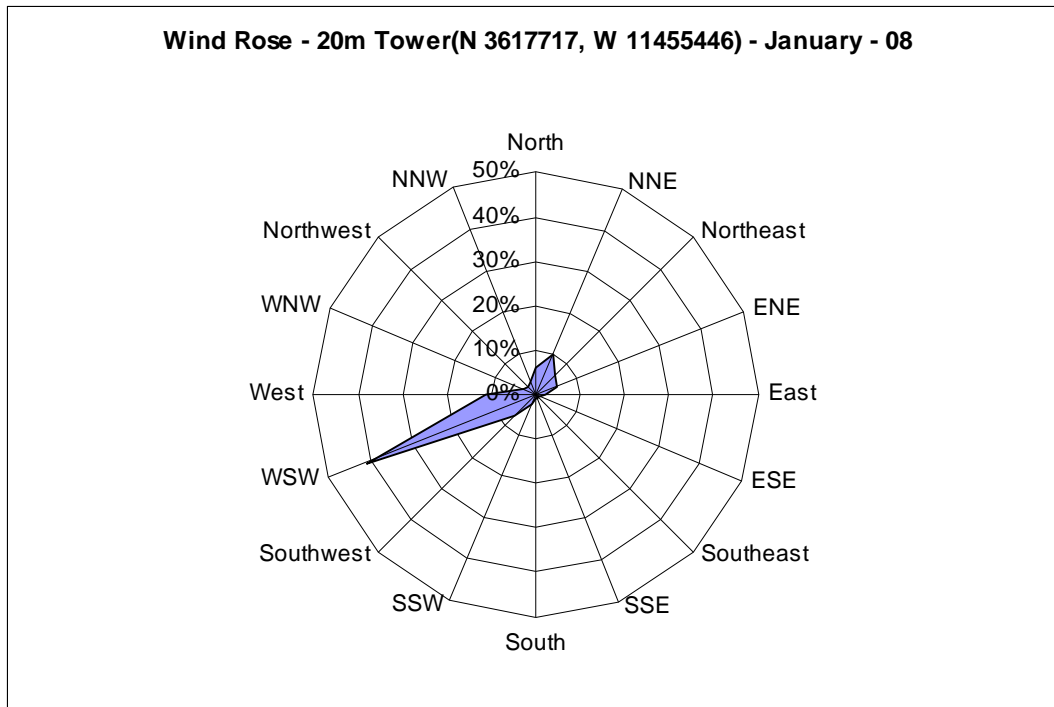 Wind Rose - 20m Tower(N 3617717, W 11455446) - January - 08
North
50%
NNW
NNE
40%
Northwest
Northeast
30%
WNW
20%
ENE
10%
West
0%
East
WSW
ESE
Southwest
Southeast
SSW
SSE
South